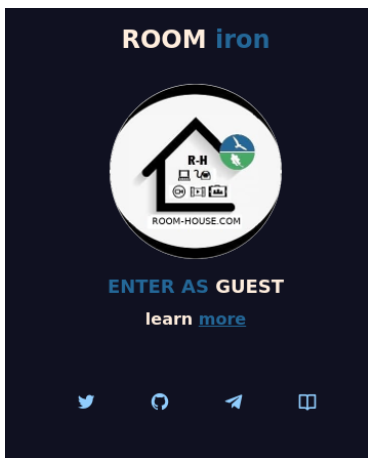 ROOM iron
R-H
ROOM-HOUSE.COM
ENTER AS GUEST
learn more